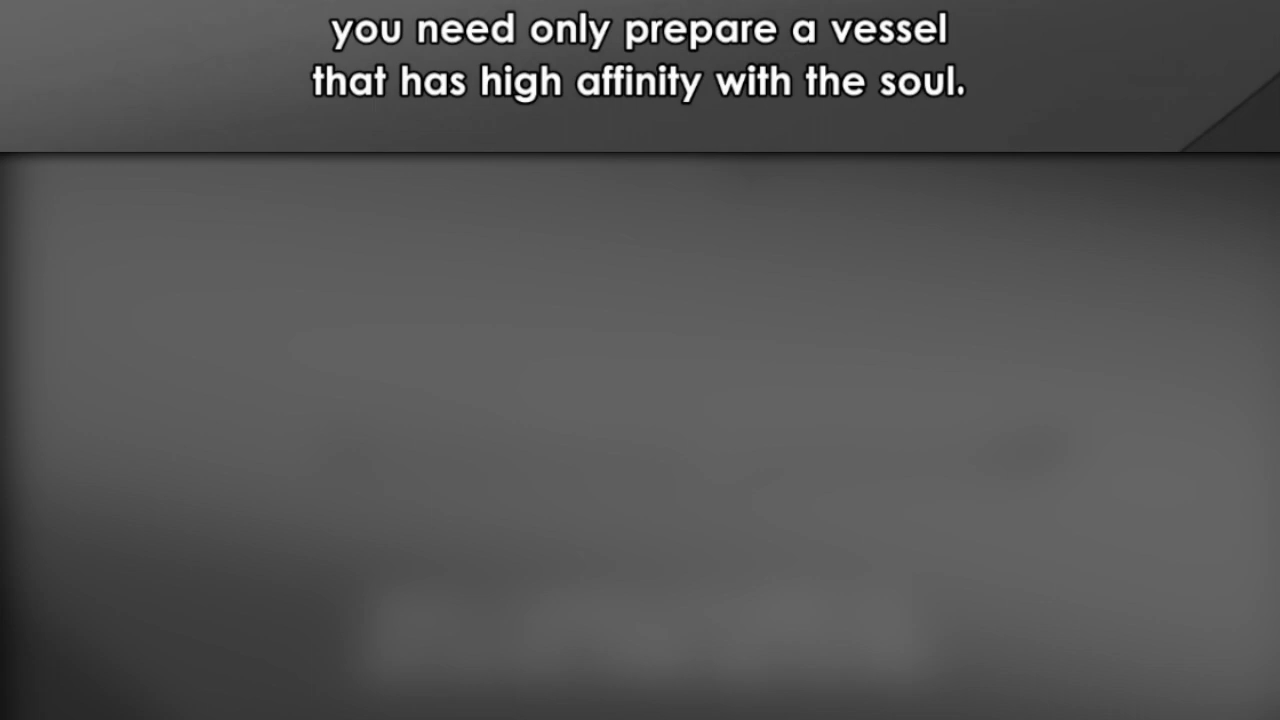 you need only prepare a vessel
that has high affinity with the soul.